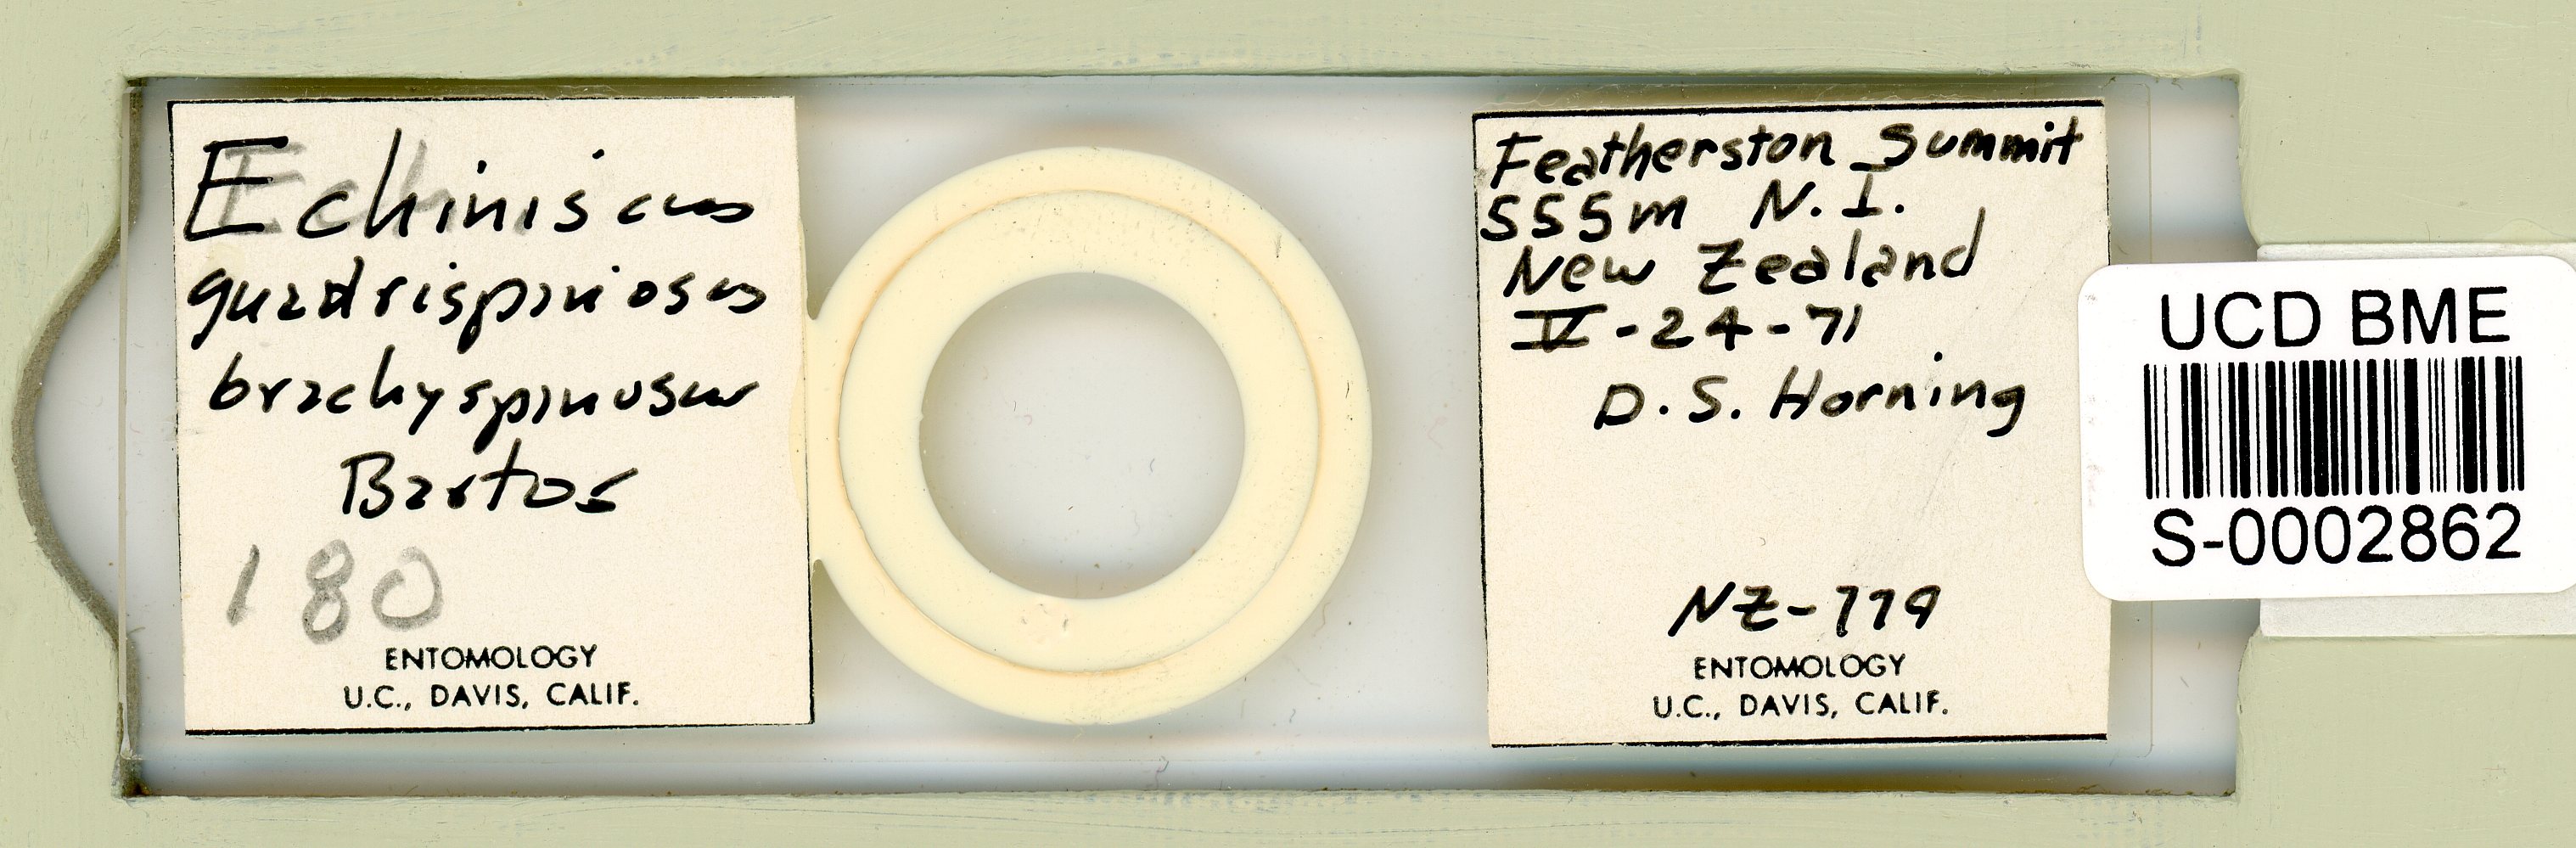 Echiniscus
quadrispinosus
brachyspinosus
Bartos
180
ENTOMOLOGY
U.C., DAVIS, CALIF.
Featherston Summit
555m N.I.
New Zealand
V-24-71
D.S. Horning
NZ-779
ENTOMOLOGY
U.C., DAVIS, CALIF.
UCD BME
S-0002862